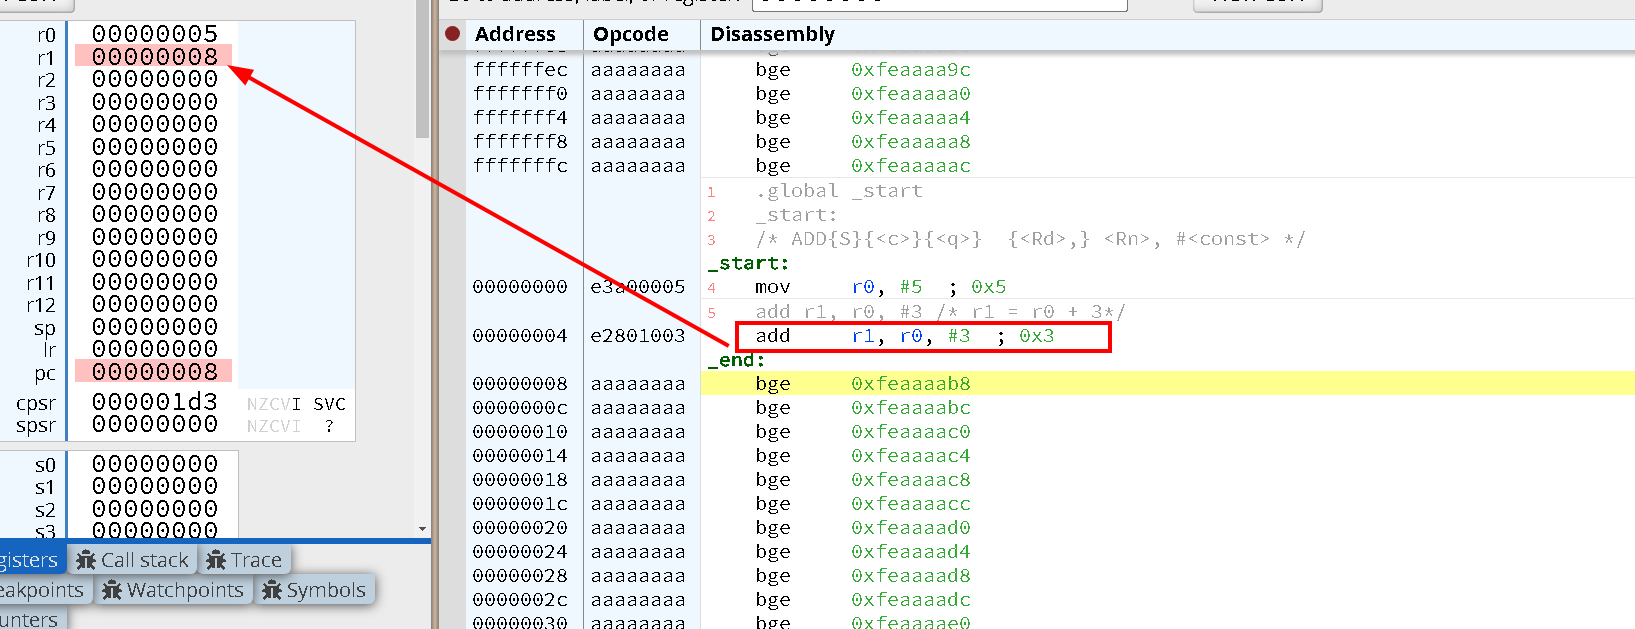 r0 00000005
r1 00000008
r2 00000000
r3 00000000
r4 00000000
r5 00000000
r6 00000000
r7 00000000
r8 00000000
r9 00000000
r10 00000000
r11 00000000
r12 00000000
sp 00000000
lr 00000000
pc 00000008
cpsr 000001d3 NZCVI SVC
spsr 00000000 NZCVI ?
s0 00000000
s1 00000000
s2 00000000
s3 00000000
gisters Call stack Trace
eakpoints Watchpoints Symbols
unters
Address Opcode Disassembly
ffffffec aaaaaaaa bge 0xfeaaaa9c
fffffff0 aaaaaaaa bge 0xfeaaaaa0
fffffff4 aaaaaaaa bge 0xfeaaaaa4
fffffff8 aaaaaaaa bge 0xfeaaaaa8
fffffffc aaaaaaaa bge 0xfeaaaaac
1 .global _start
2 _start:
3 /* ADD{S}{<c>}{<q>} {<Rd>,} <Rn>, #<const> */
_start:
00000000 e3a00005 4 mov r0, #5 ; 0x5
5 add r1, r0, #3 /* r1 = r0 + 3*/
00000004 e2801003 add r1, r0, #3 ; 0x3
_end:
00000008 aaaaaaaa bge 0xfeaaaab8
0000000c aaaaaaaa bge 0xfeaaaabc
00000010 aaaaaaaa bge 0xfeaaaac0
00000014 aaaaaaaa bge 0xfeaaaac4
00000018 aaaaaaaa bge 0xfeaaaac8
0000001c aaaaaaaa bge 0xfeaaaacc
00000020 aaaaaaaa bge 0xfeaaaad0
00000024 aaaaaaaa bge 0xfeaaaad4
00000028 aaaaaaaa bge 0xfeaaaad8
0000002c aaaaaaaa bge 0xfeaaaadc
00000030 aaaaaaaa bge 0xfeaaaae0